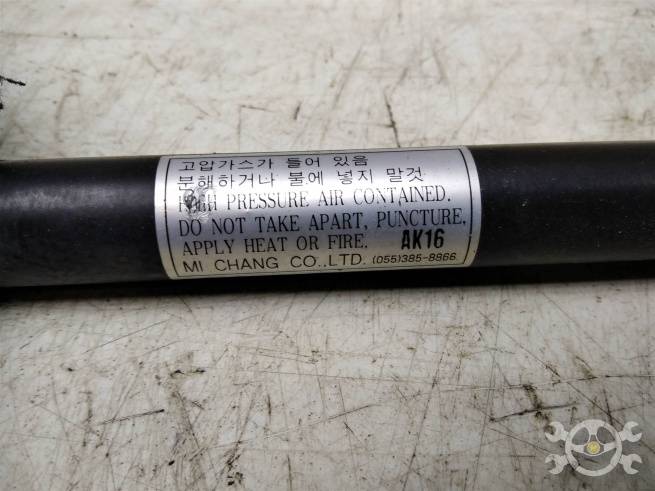 고압가스가 들어 있음
분해하거나 불에 넣지 말것
HIGH PRESSURE AIR CONTAINED.
DO NOT TAKE APART, PUNCTURE,
APPLY HEAT OR FIRE. AK16
MI CHANG CO.,LTD. (055)385-8866